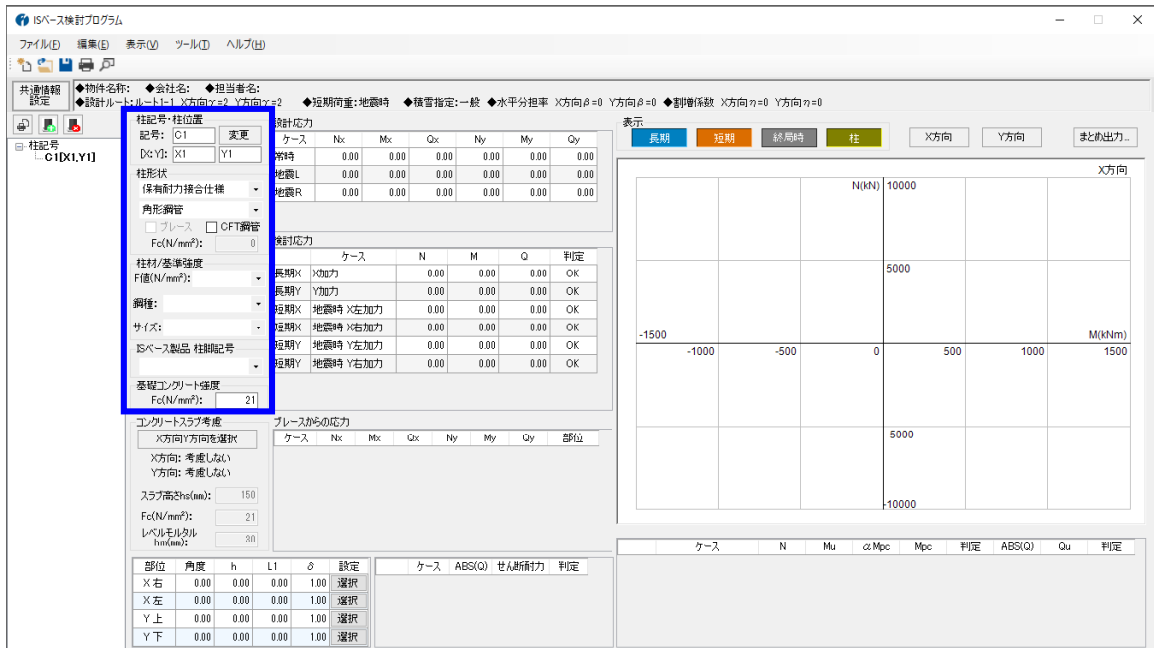 ISベース検討プログラム
ファイル(F) 編集(E) 表示(V) ツール(T) ヘルプ(H)
共通情報設定
◆物件名称: ◆会社名: ◆担当者名:
◆設計ルート:ルート1-1 X方向γ=2 Y方向γ=2 ◆短期荷重:地震時 ◆積雪指定:一般 ◆水平分担率 X方向β=0 Y方向β=0 ◆割増係数 X方向η=0 Y方向η=0
柱記号
C1[X1,Y1]
柱記号・柱位置
記号: C1 変更
[X:Y]: X1 Y1
柱形状
保有耐力接合仕様
角形鋼管
ブレース CFT鋼管
Fc(N/mm²): 0
柱材/基準強度
F値(N/mm²):
鋼種:
サイズ:
ISベース製品 柱脚記号
基礎コンクリート強度
Fc(N/mm²): 21
コンクリートスラブ考慮
X方向Y方向を選択
X方向: 考慮しない
Y方向: 考慮しない
スラブ高さhs(mm): 150
Fc(N/mm²): 21
レベルモルタル hm(mm): 30
設計応力
ケース Nx Mx Qx Ny My Qy
常時 0.00 0.00 0.00 0.00 0.00 0.00
地震L 0.00 0.00 0.00 0.00 0.00 0.00
地震R 0.00 0.00 0.00 0.00 0.00 0.00
検討応力
ケース N M Q 判定
長期X X加力 0.00 0.00 0.00 OK
長期Y Y加力 0.00 0.00 0.00 OK
短期X 地震時 X左加力 0.00 0.00 0.00 OK
短期X 地震時 X右加力 0.00 0.00 0.00 OK
短期Y 地震時 Y左加力 0.00 0.00 0.00 OK
短期Y 地震時 Y右加力 0.00 0.00 0.00 OK
ブレースからの応力
ケース Nx Mx Qx Ny My Qy 部位
部位 角度 h L1 δ 設定
X右 0.00 0.00 0.00 1.00 選択
X左 0.00 0.00 0.00 1.00 選択
Y上 0.00 0.00 0.00 1.00 選択
Y下 0.00 0.00 0.00 1.00 選択
ケース ABS(Q) せん断耐力 判定
表示
長期 短期 終局時 柱 X方向 Y方向 まとめ出力...
X方向
N(kN) 10000
5000
-1500 M(kNm)
-1000 -500 0 500 1000 1500
5000
-10000
ケース N Mu αMpc Mpc 判定 ABS(Q) Qu 判定